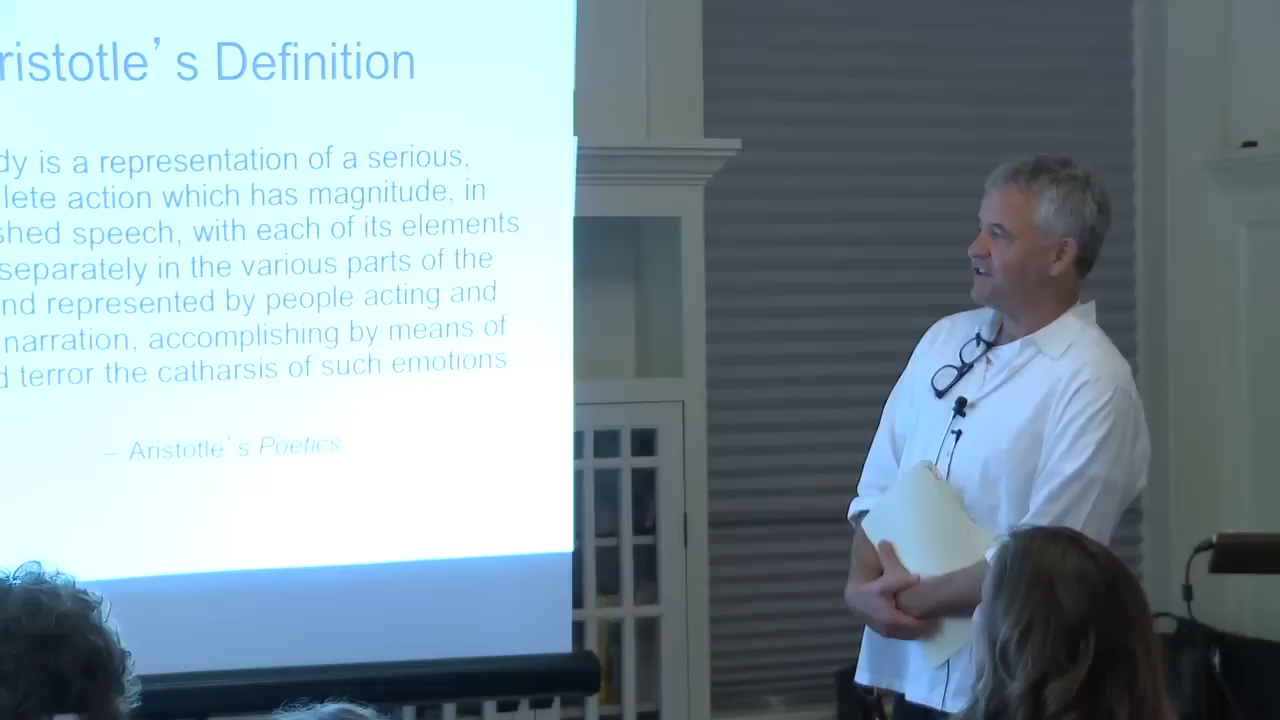 ristotle’s Definition
dy is a representation of a serious,
lete action which has magnitude, in
shed speech, with each of its elements
separately in the various parts of the
nd represented by people acting and
narration, accomplishing by means of
d terror the catharsis of such emotions
– Aristotle’s Poetics